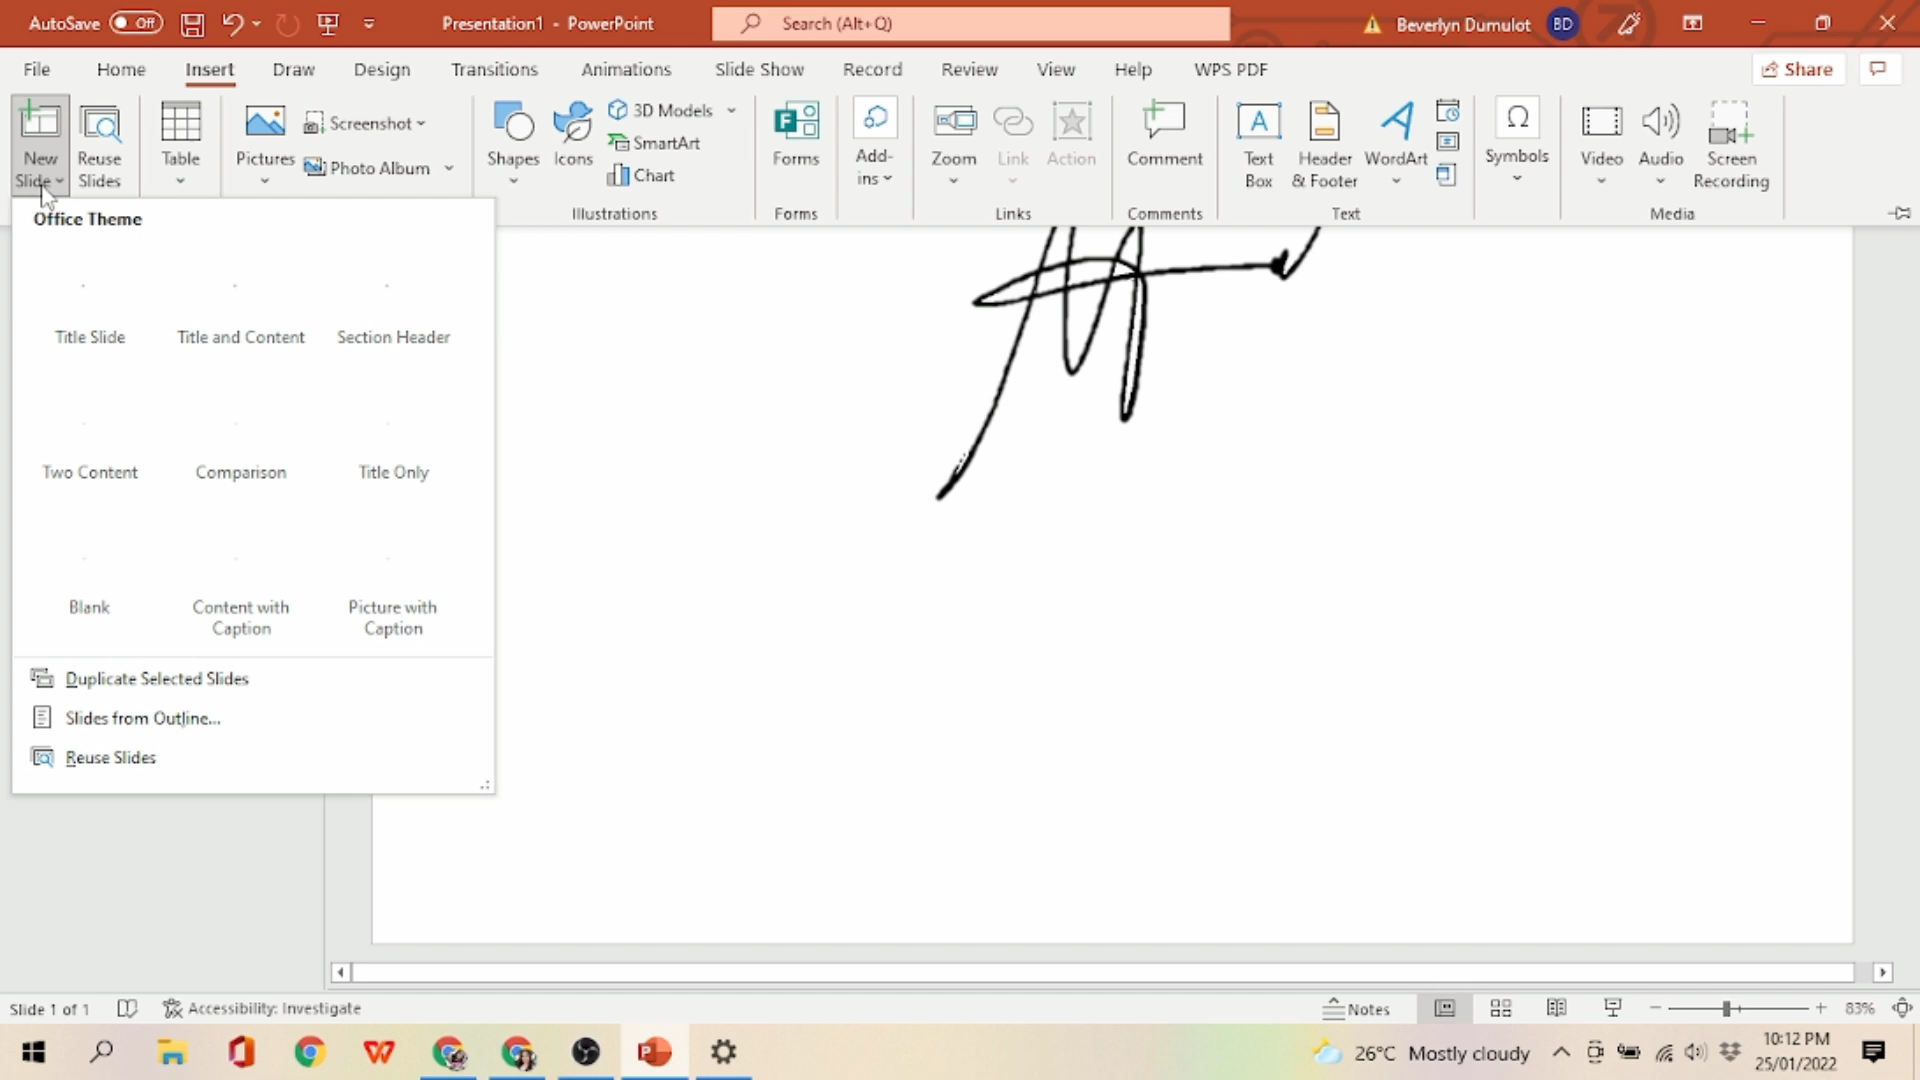 AutoSave Off Presentation1 - PowerPoint Search (Alt+Q) Beverlyn Dumulot BD
File Home Insert Draw Design Transitions Animations Slide Show Record Review View Help WPS PDF Share
New Slide Reuse Slides Table Pictures Screenshot Photo Album Shapes Icons 3D Models SmartArt Chart Forms Add-ins Zoom Link Action Comment Text Box Header & Footer WordArt Symbols Video Audio Screen Recording
Illustrations Forms Links Comments Text Media
Office Theme
Title Slide Title and Content Section Header
Two Content Comparison Title Only
Blank Content with Caption Picture with Caption
Duplicate Selected Slides
Slides from Outline...
Reuse Slides
Slide 1 of 1 Accessibility: Investigate Notes 83%
26°C Mostly cloudy 10:12 PM
25/01/2022